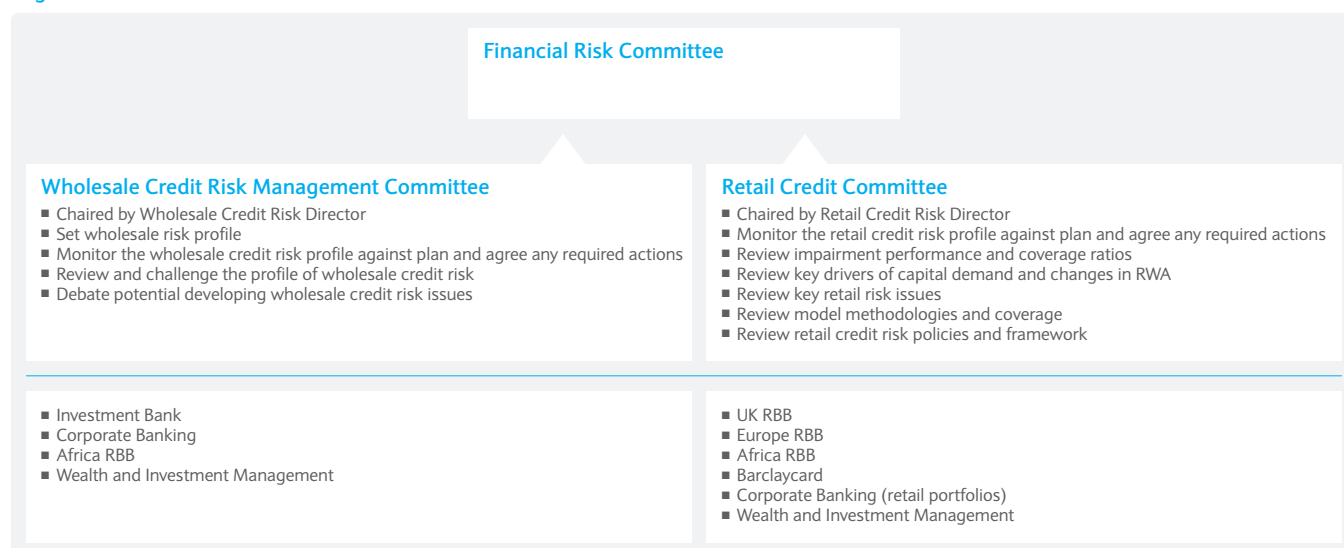 Financial Risk Committee
Wholesale Credit Risk Management Committee
■ Chaired by Wholesale Credit Risk Director
■ Set wholesale risk profile
■ Monitor the wholesale credit risk profile against plan and agree any required actions
■ Review and challenge the profile of wholesale credit risk
■ Debate potential developing wholesale credit risk issues
Retail Credit Committee
■ Chaired by Retail Credit Risk Director
■ Monitor the retail credit risk profile against plan and agree any required actions
■ Review impairment performance and coverage ratios
■ Review key drivers of capital demand and changes in RWA
■ Review key retail risk issues
■ Review model methodologies and coverage
■ Review retail credit risk policies and framework
■ Investment Bank
■ Corporate Banking
■ Africa RBB
■ Wealth and Investment Management
■ UK RBB
■ Europe RBB
■ Africa RBB
■ Barclaycard
■ Corporate Banking (retail portfolios)
■ Wealth and Investment Management